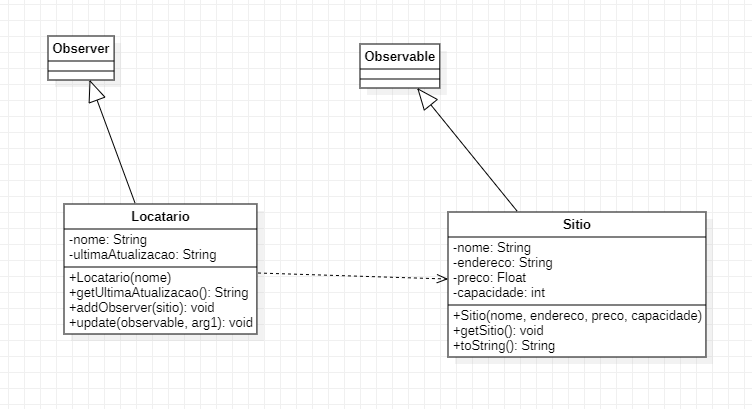 Observer
Observable
Locatario
-nome: String
-ultimaAtualizacao: String
+Locatario(nome)
+getUltimaAtualizacao(): String
+addObserver(sitio): void
+update(observable, arg1): void
Sitio
-nome: String
-endereco: String
-preco: Float
-capacidade: int
+Sitio(nome, endereco, preco, capacidade)
+getSitio(): void
+toString(): String